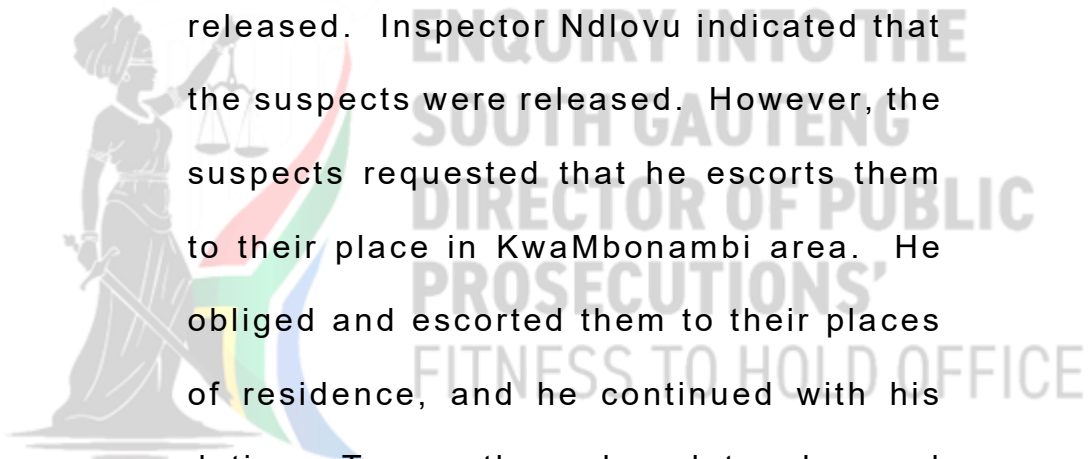 released. Inspector Ndlovu indicated that
the suspects were released. However, the
suspects requested that he escorts them
to their place in KwaMbonambi area. He
obliged and escorted them to their places
of residence, and he continued with his
ENQUIRY INTO THE
SOUTH GAUTENG
DIRECTOR OF PUBLIC
PROSECUTIONS'
FITNESS TO HOLD OFFICE